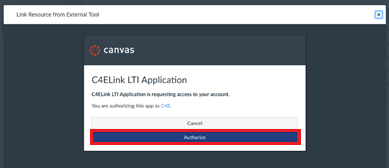 Link Resource from External Tool
canvas
C4ELink LTI Application
C4ELink LTI Application is requesting access to your account.
You are authorizing this app as C4E.
Cancel
Authorize